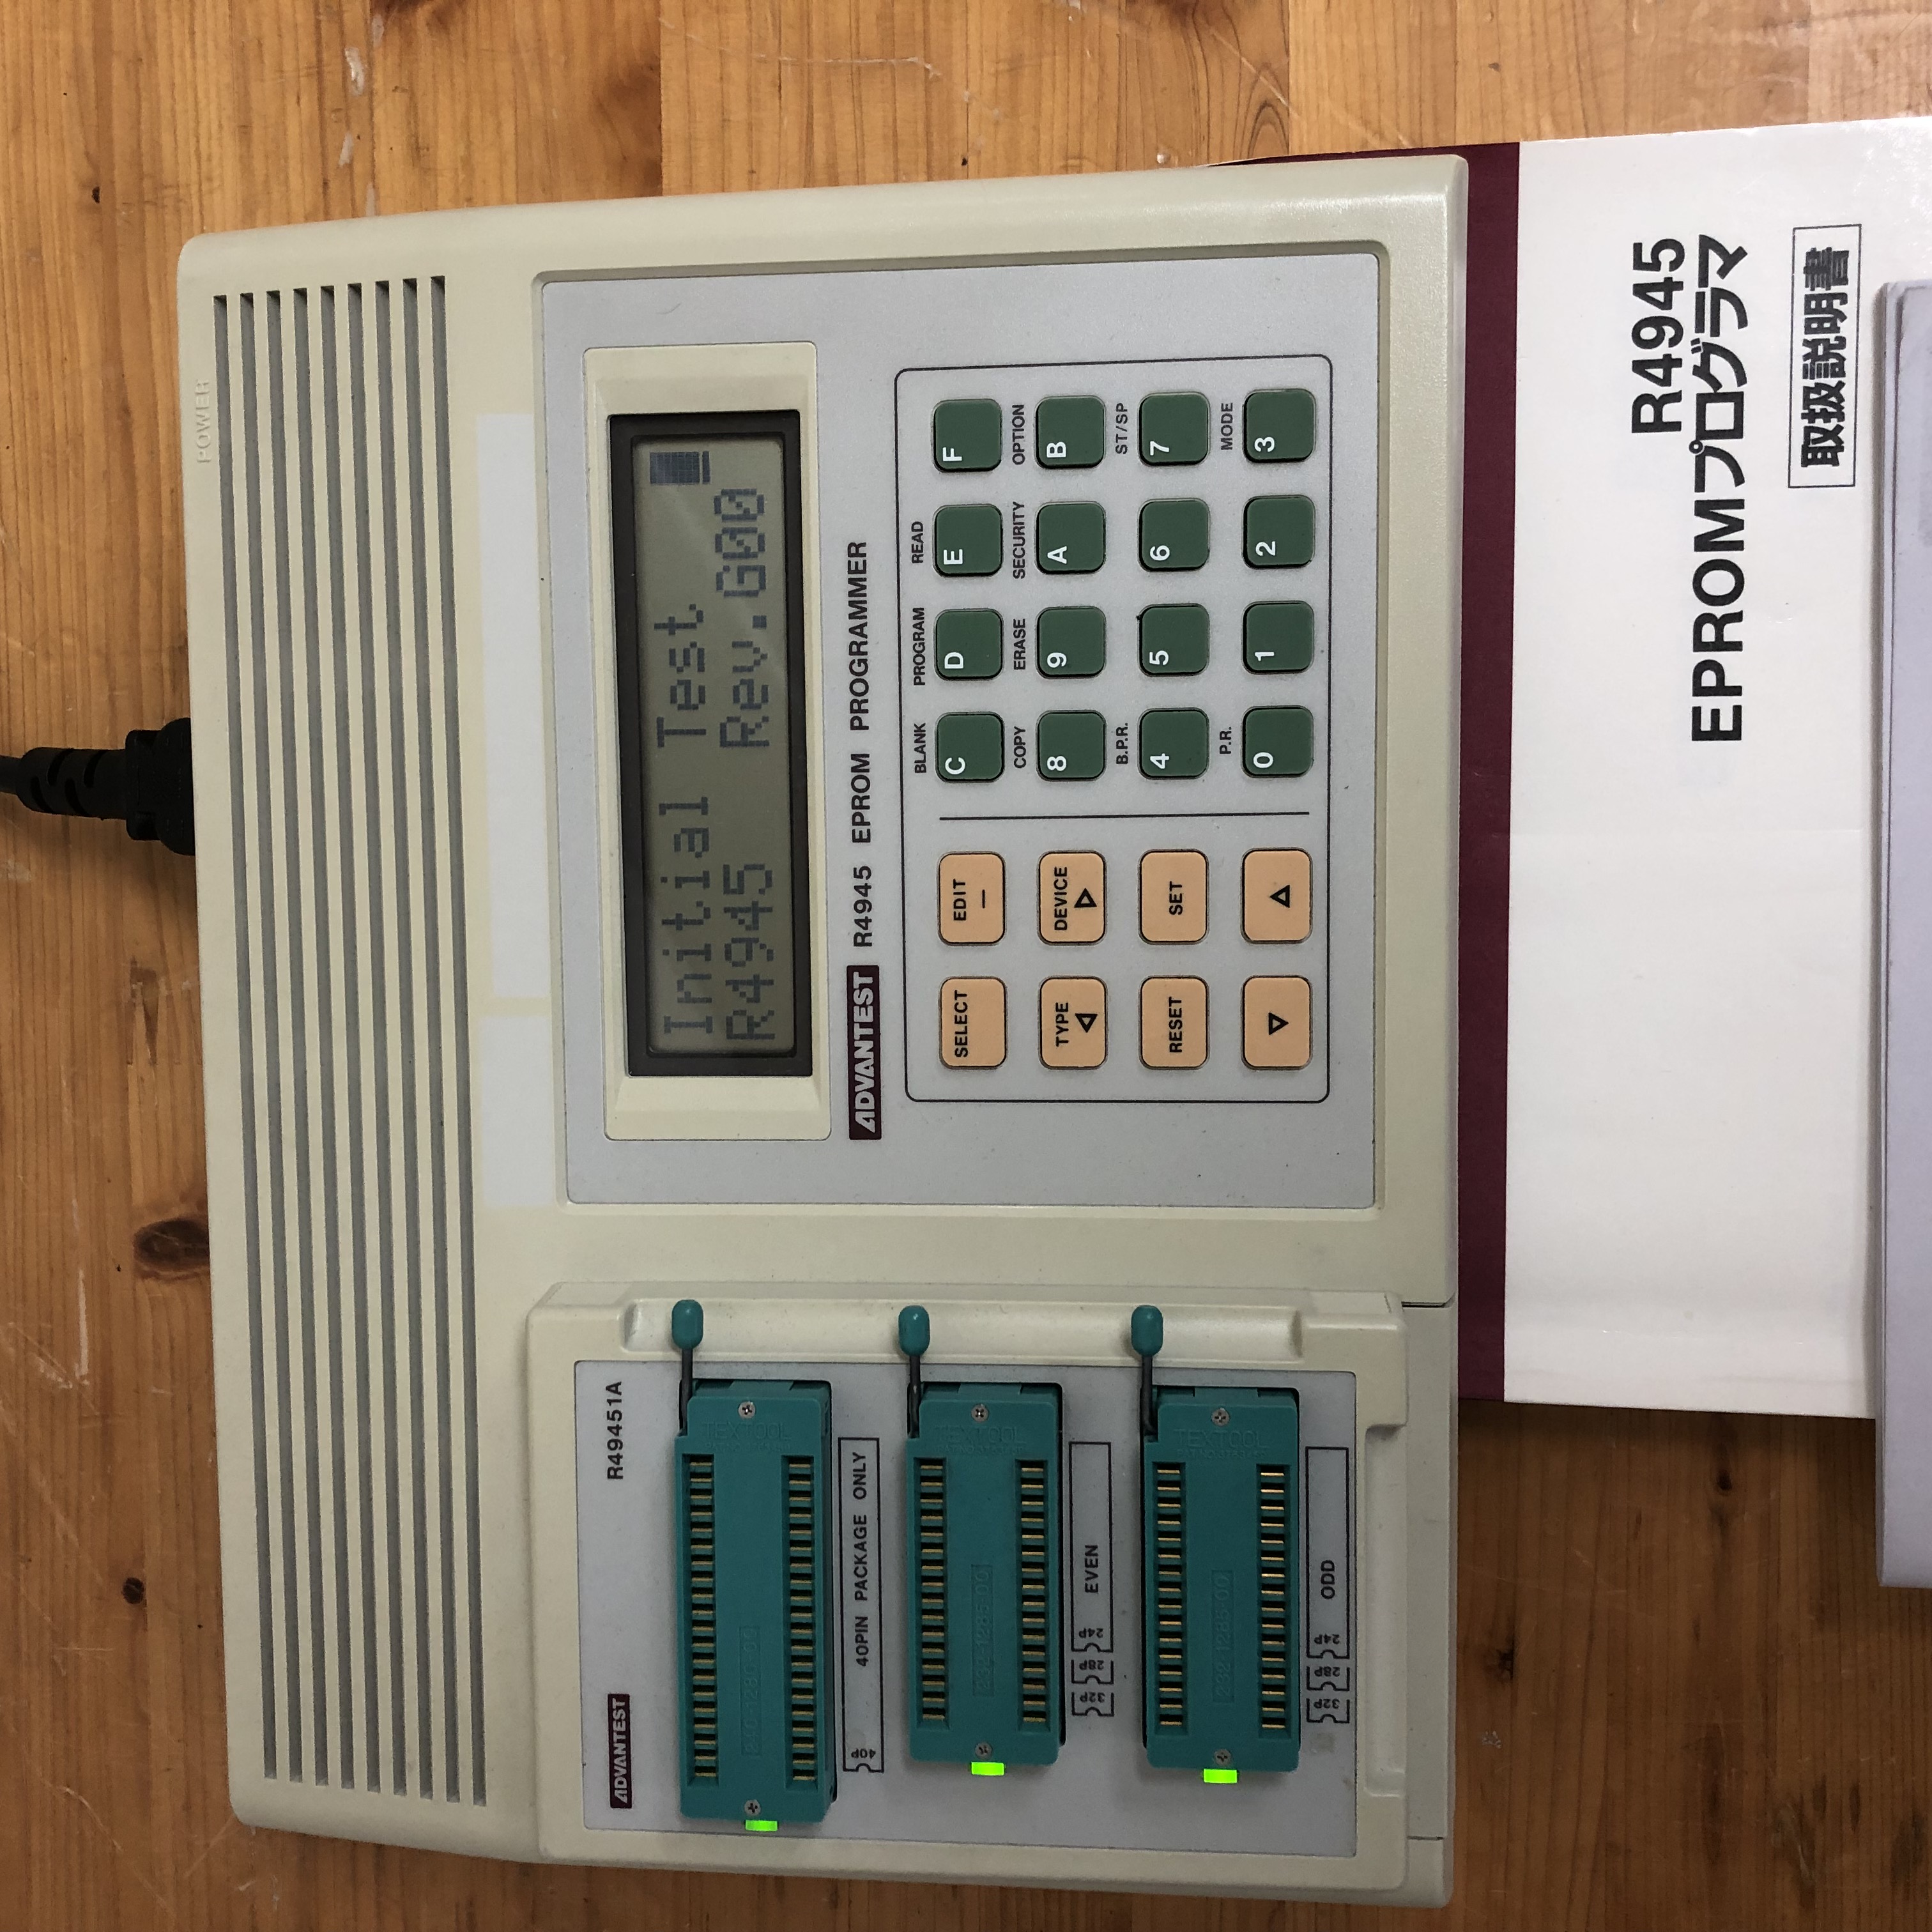 POWER
ADVANTEST
R49451A
40PIN PACKAGE ONLY
40P
EVEN
32P 28P 24P
ODD
32P 28P 24P
Initial Test
R4945 Rev.G00
ADVANTEST R4945 EPROM PROGRAMMER
BLANK PROGRAM READ
SELECT EDIT C D E F
COPY ERASE SECURITY OPTION
TYPE DEVICE 8 9 A B
B.P.R. ST/SP
RESET SET 4 5 6 7
P.R. MODE
0 1 2 3
R4945
EPROMプログラマ
取扱説明書